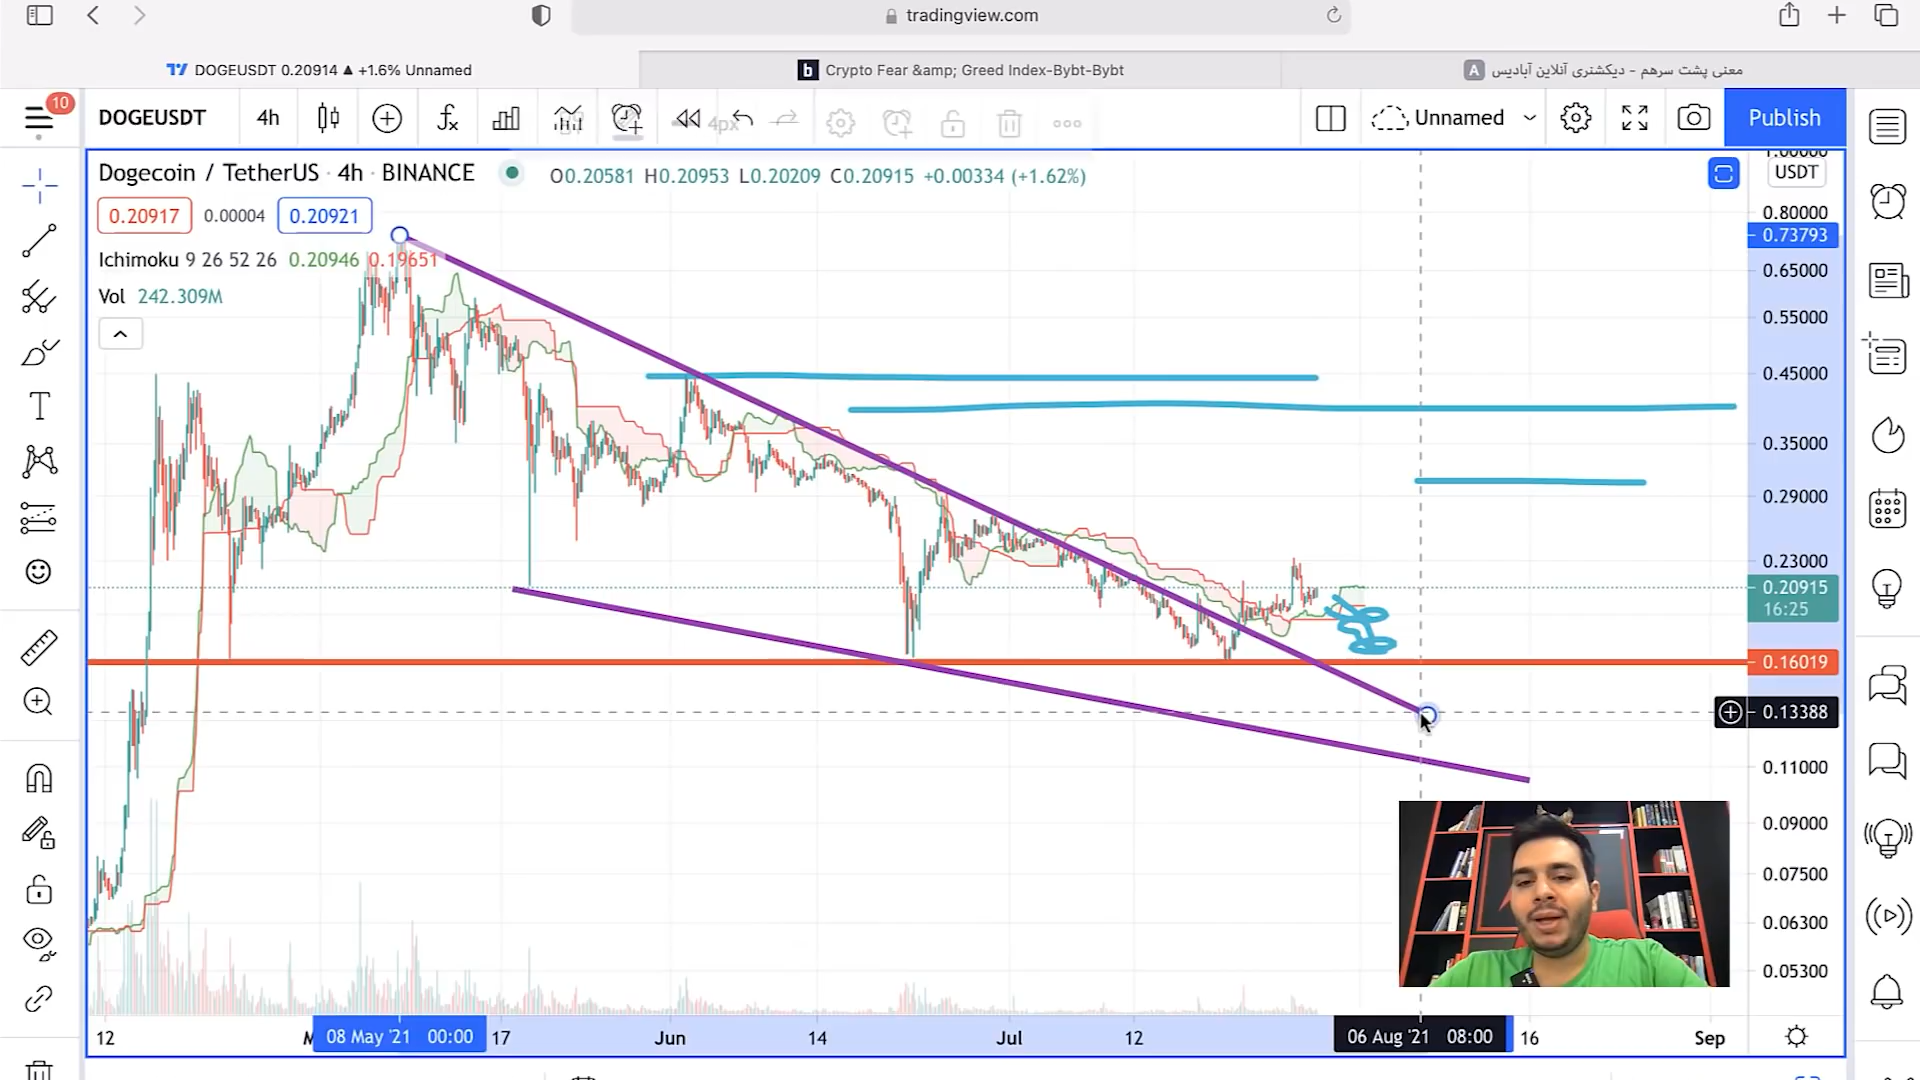 tradingview.com
DOGEUSDT 0.20914 ▲ +1.6% Unnamed
Crypto Fear &amp; Greed Index-Bybt-Bybt
معنی پشت سرهم - دیکشنری آنلاین آبادیس
10
DOGEUSDT
4h
4px
Unnamed
Publish
Dogecoin / TetherUS · 4h · BINANCE
O0.20581 H0.20953 L0.20209 C0.20915 +0.00334 (+1.62%)
0.20917 0.00004 0.20921
Ichimoku 9 26 52 26 0.20946 0.19651
Vol 242.309M
1.00000
USDT
0.80000
0.73793
0.65000
0.55000
0.45000
0.35000
0.29000
0.23000
0.20915
16:25
0.16019
0.13388
0.11000
0.09000
0.07500
0.06300
0.05300
12
M
08 May '21 00:00
17
Jun
14
Jul
12
06 Aug '21 08:00
16
Sep